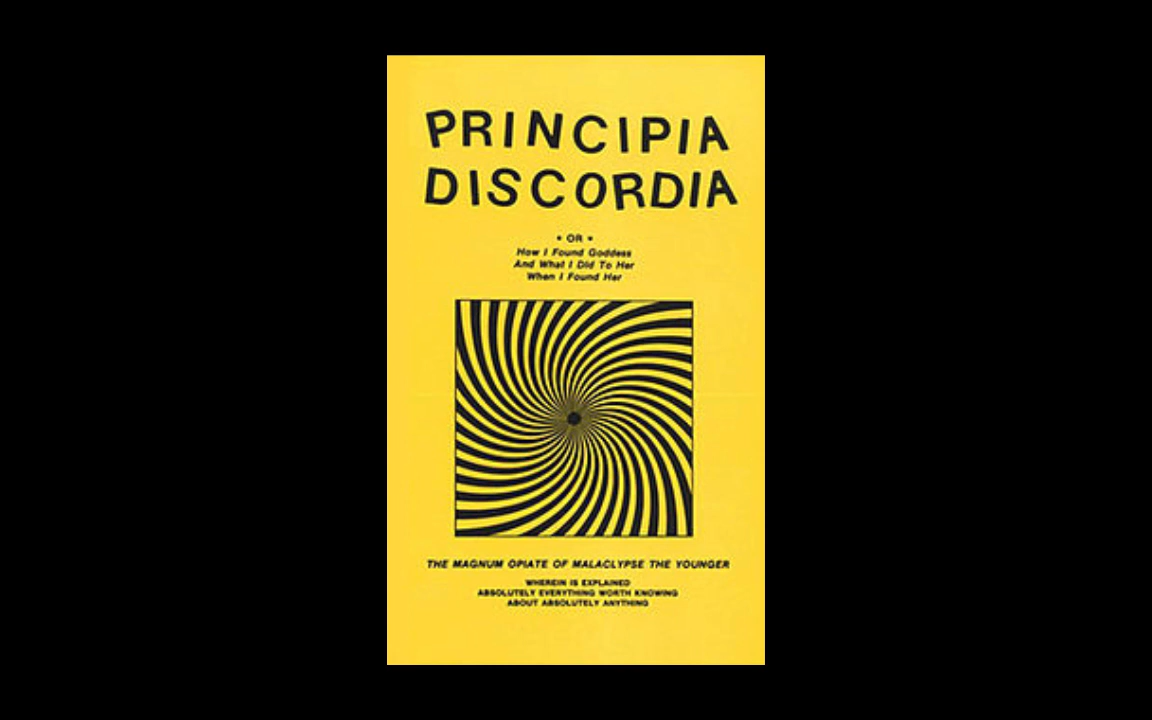 PRINCIPIA
DISCORDIA
• OR •
How I Found Goddess
And What I Did To Her
When I Found Her
THE MAGNUM OPIATE OF MALACLYPSE THE YOUNGER
WHEREIN IS EXPLAINED
ABSOLUTELY EVERYTHING WORTH KNOWING
ABOUT ABSOLUTELY ANYTHING